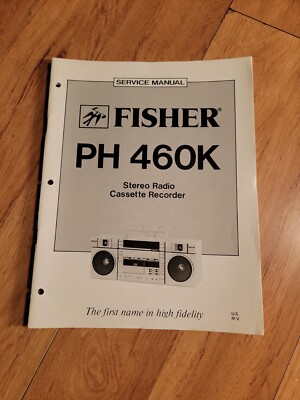 SERVICE MANUAL
FISHER®
PH 460K
Stereo Radio
Cassette Recorder
The first name in high fidelity
U.S.
M.V.